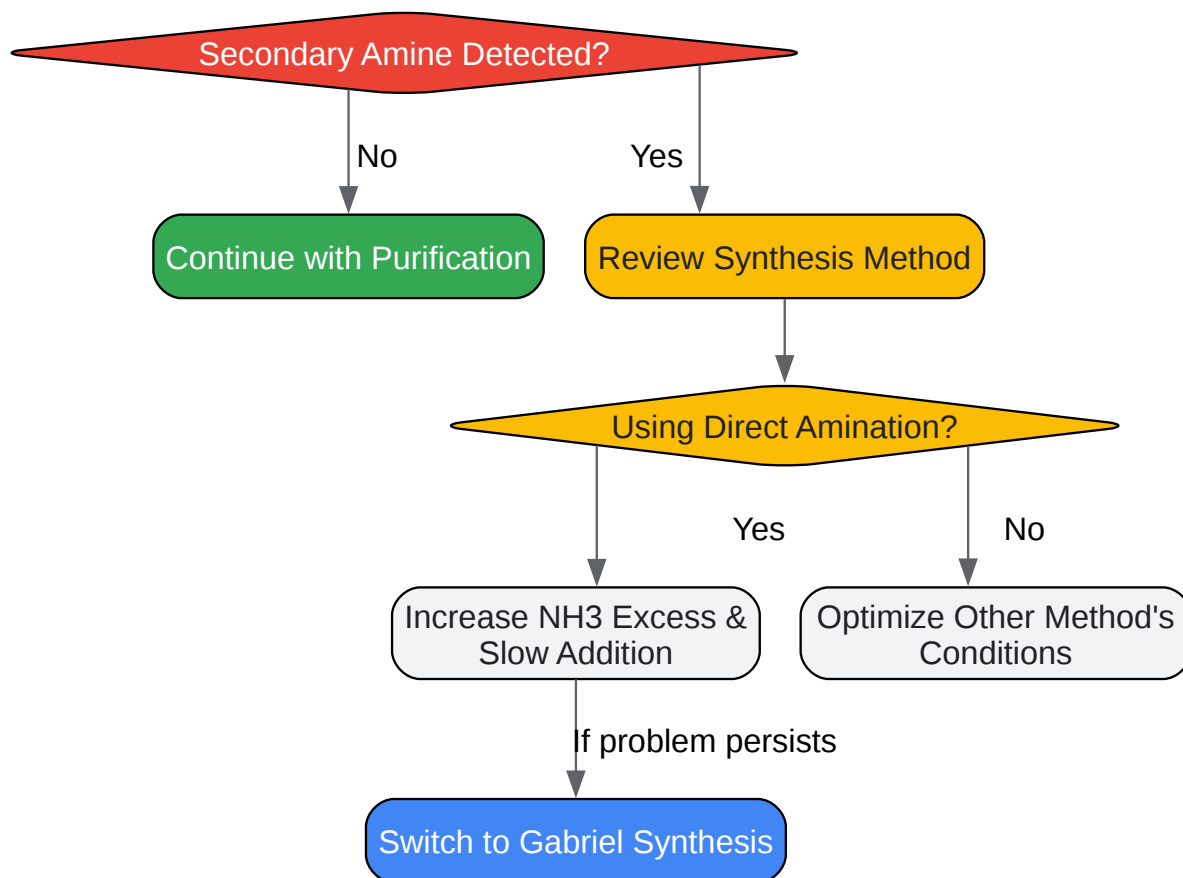 Secondary Amine Detected?
No
Yes
Continue with Purification
Review Synthesis Method
Using Direct Amination?
Yes
No
Increase NH3 Excess &
Slow Addition
Optimize Other Method's
Conditions
If problem persists
Switch to Gabriel Synthesis